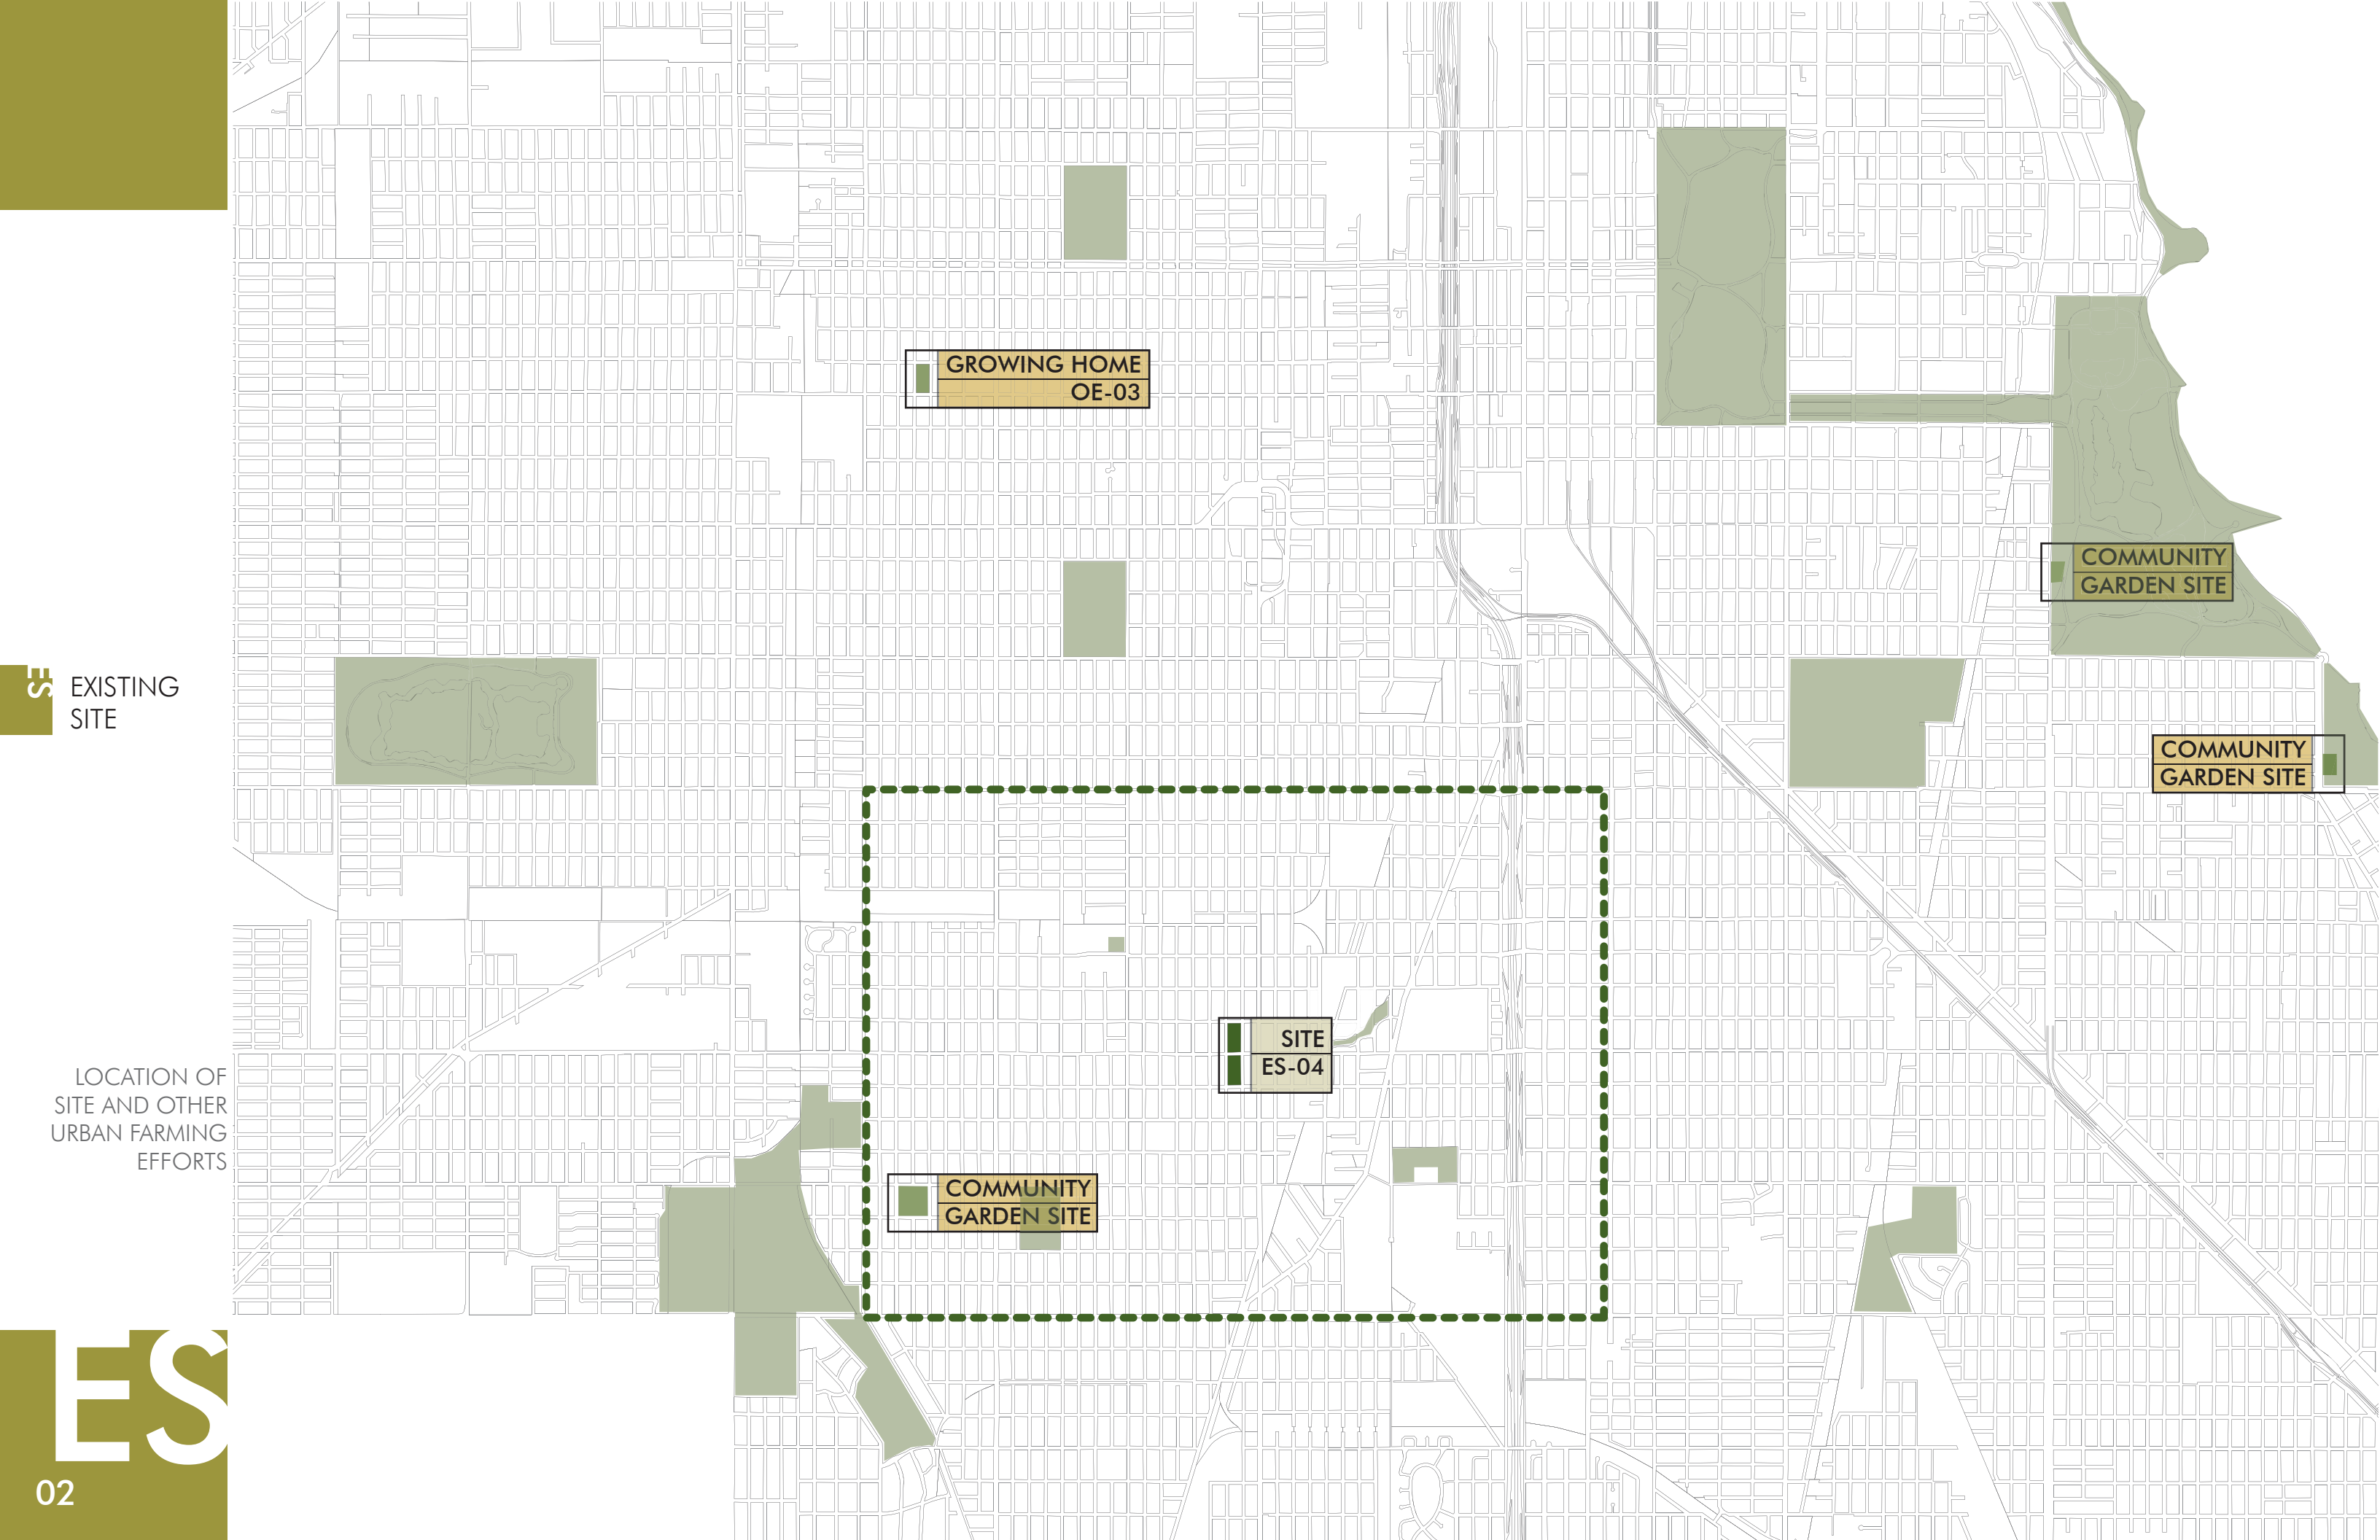 GROWING HOME
OE-03
COMMUNITY
GARDEN SITE
ES
EXISTING
SITE
COMMUNITY
GARDEN SITE
SITE
ES-04
LOCATION OF
SITE AND OTHER
URBAN FARMING
EFFORTS
COMMUNITY
GARDEN SITE
ES
02